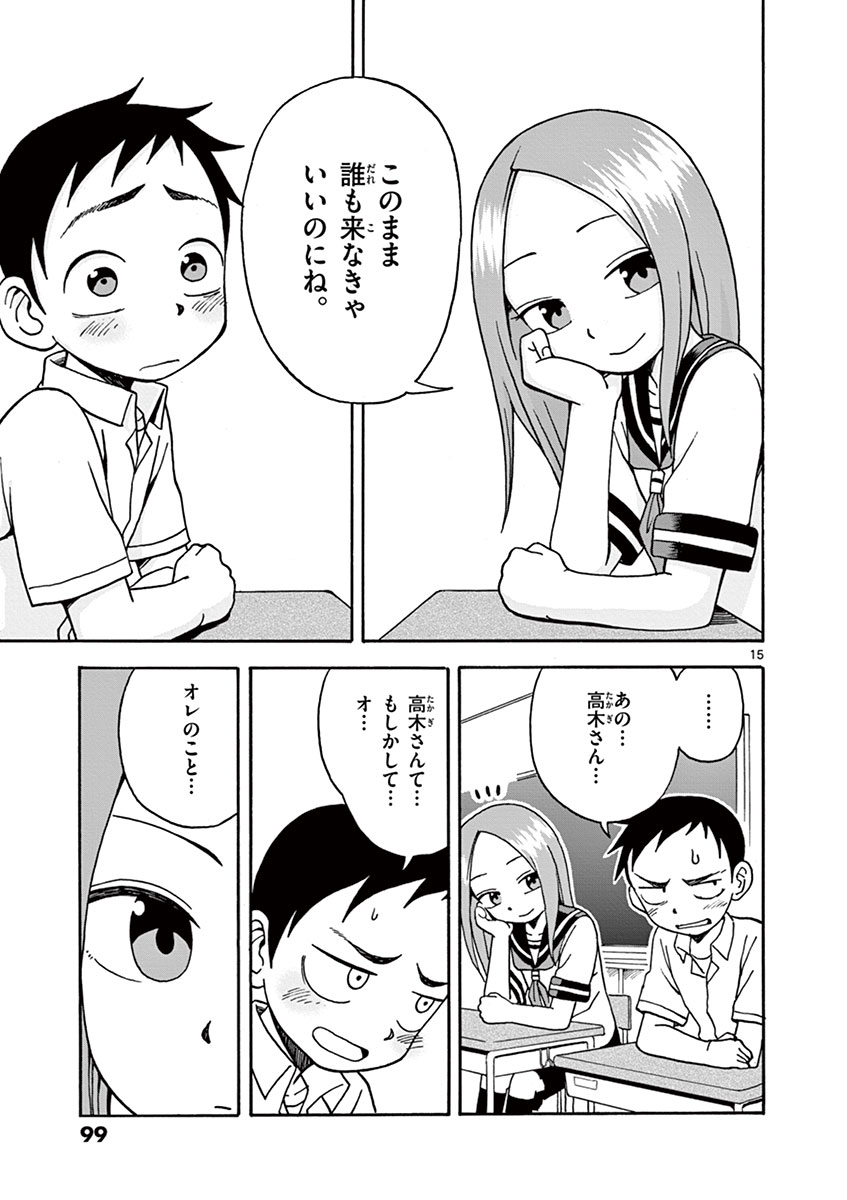 このまま
誰も来なきゃ
いいのにね。
15
…
あの…
高木さん…
高木さんて…
もしかして…
オ…
オレのこと…
99